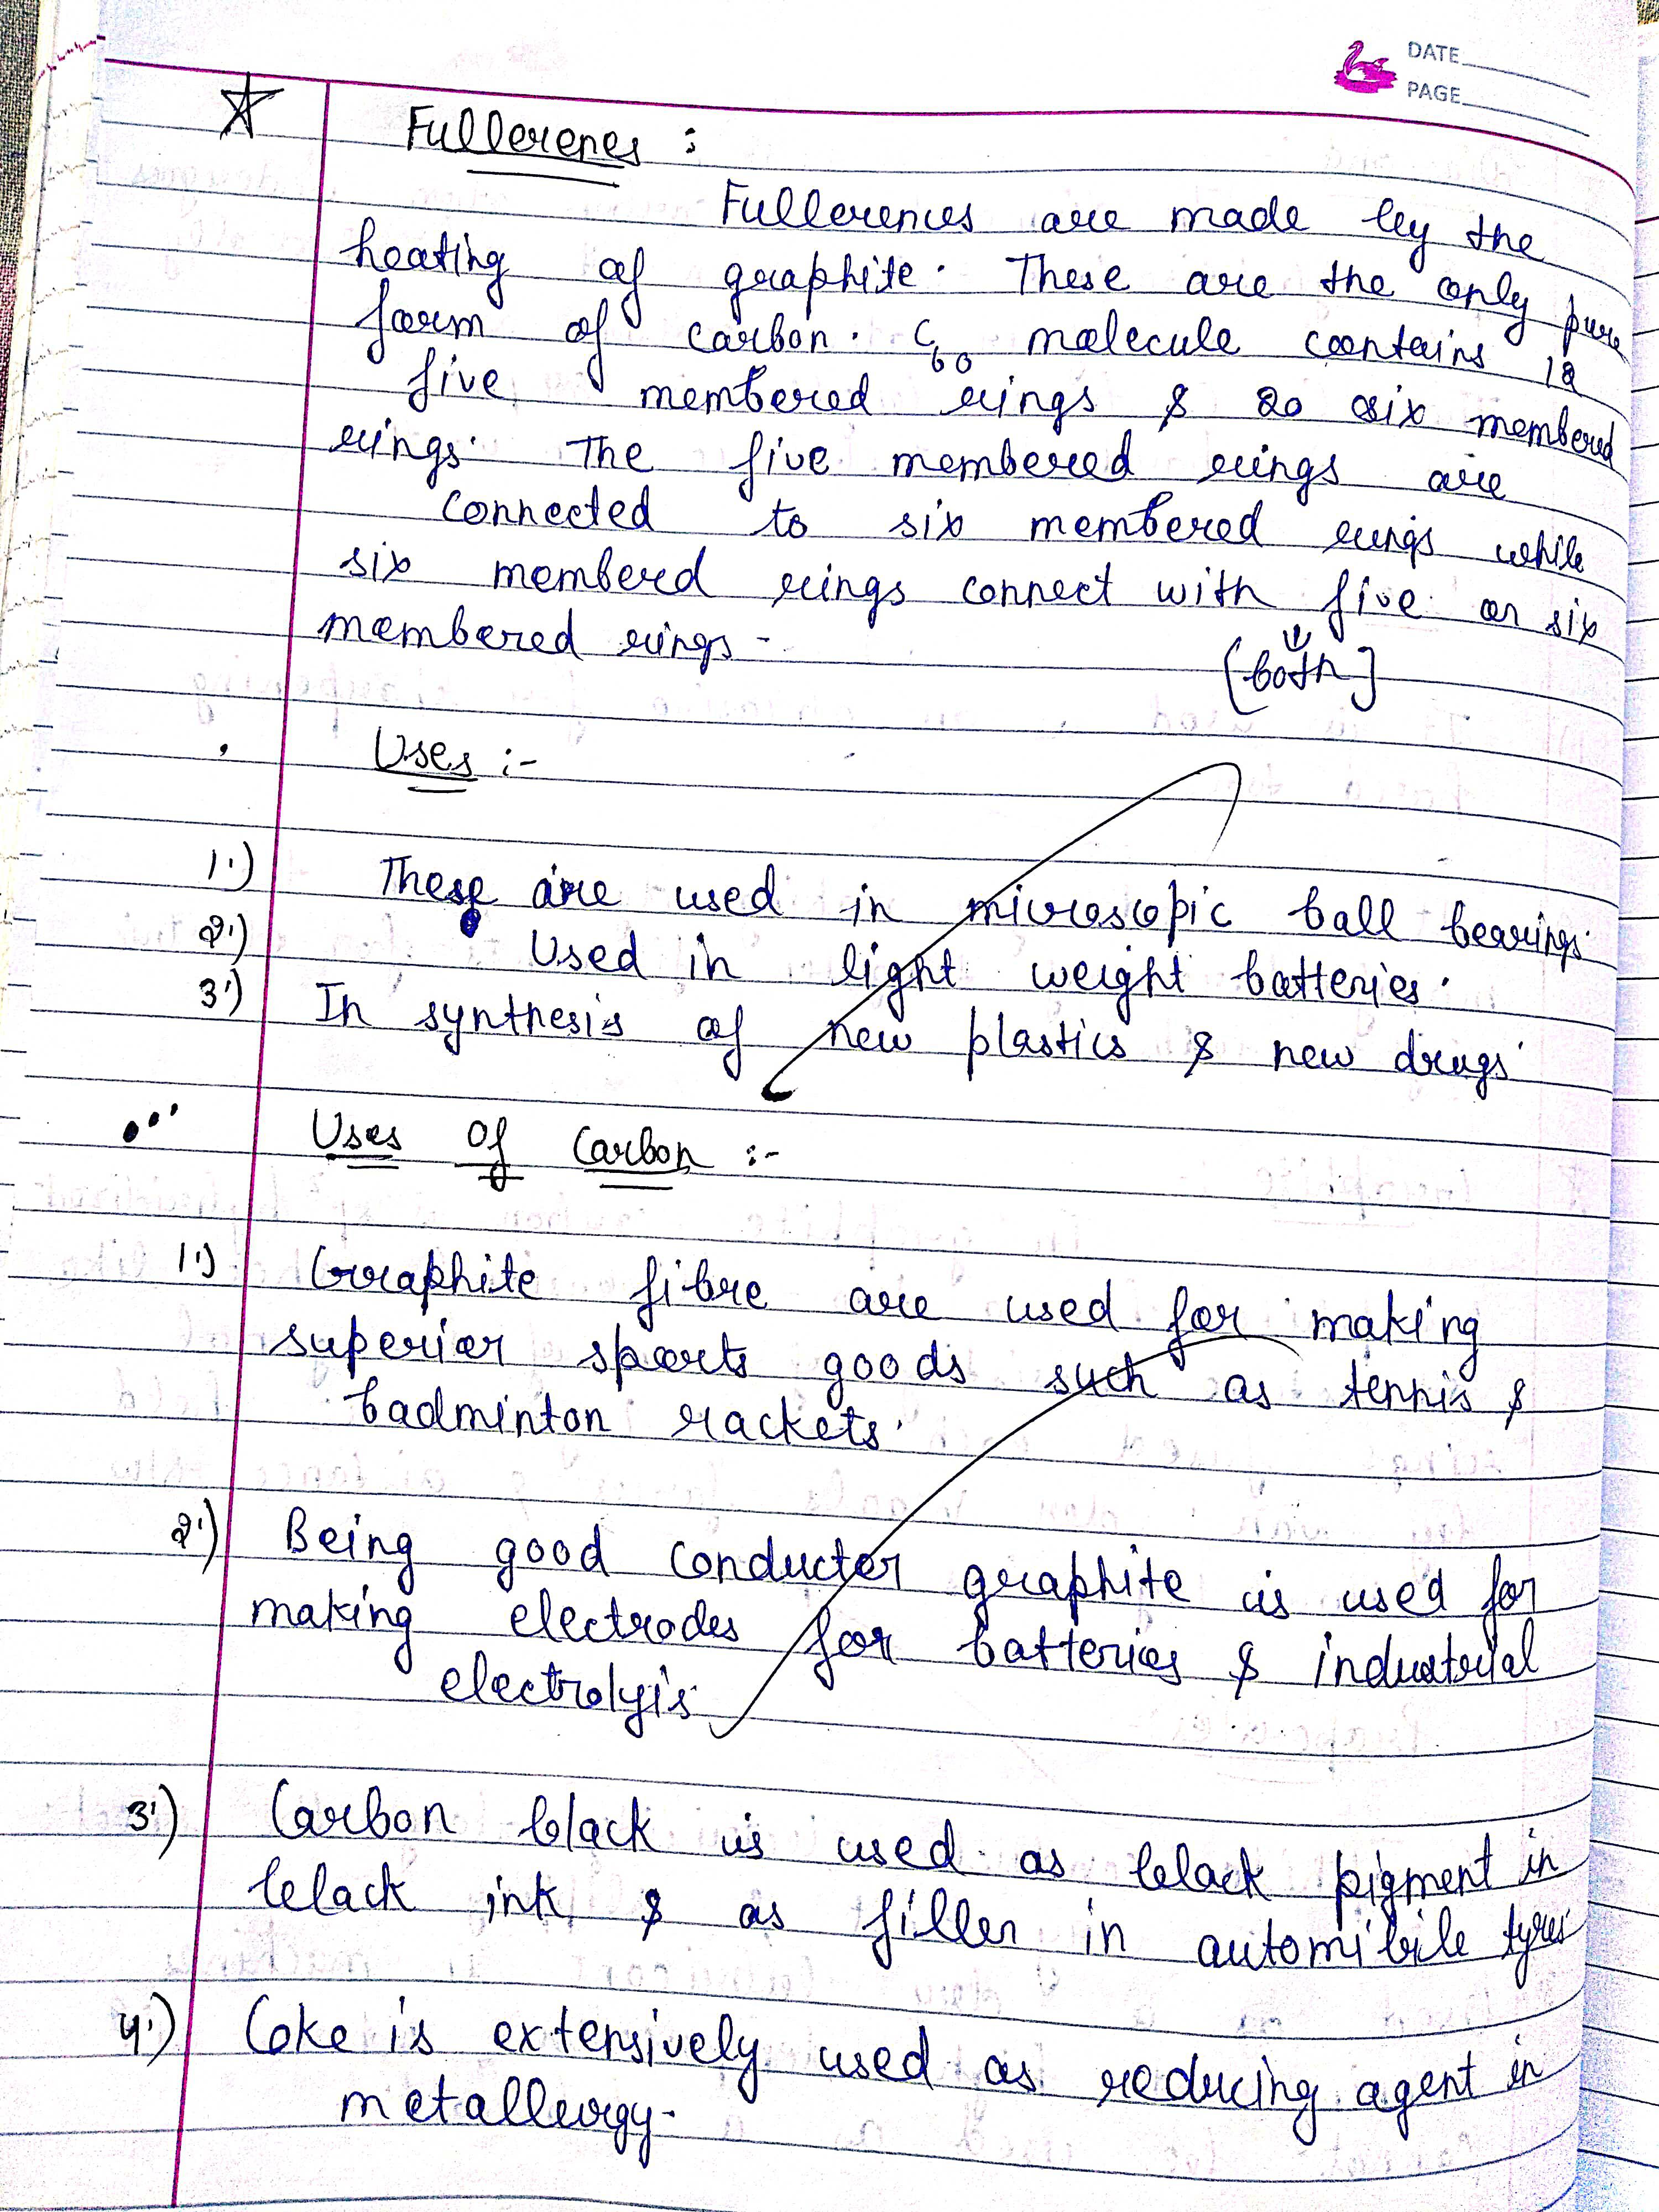 DATE
PAGE
Fullerenes :
Fullerences are made by the
heating of graphite. These are the only pure
form of carbon. C60 molecule contains 12
five membered rings & 20 six membered
rings. The five membered rings are
connected to six membered rings while
six membered rings connect with five or six
membered rings.
[both]
Uses :-
1.) These are used in microscopic ball bearings.
2.) Used in light weight batteries.
3.) In synthesis of new plastics & new drugs.
Uses Of Carbon :-
1.) Graphite fibre are used for making
superior sports goods such as tennis &
badminton rackets.
2.) Being good conductor graphite is used for
making electrodes for batteries & industrial
electrolyis.
3.) Carbon black is used as black pigment in
black ink & as filler in automibile tyres.
4.) Coke is extensively used as reducing agent in
metallurgy.